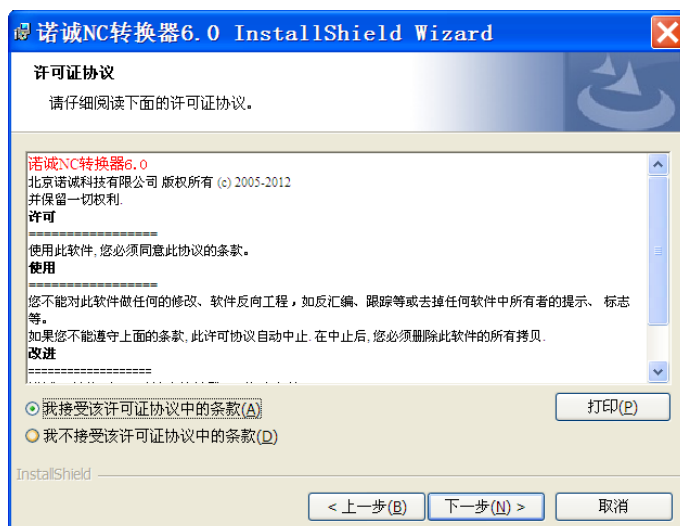 诺诚NC转换器6.0 InstallShield Wizard
许可证协议
请仔细阅读下面的许可证协议。
诺诚NC转换器6.0
北京诺诚科技有限公司 版权所有 (c) 2005-2012
并保留一切权利.
许可
=================
使用此软件, 您必须同意此协议的条款。
使用
=================
您不能对此软件做任何的修改、软件反向工程，如反汇编、跟踪等或去掉任何软件中所有者的提示、 标志
等。
如果您不能遵守上面的条款, 此许可协议自动中止. 在中止后, 您必须删除此软件的所有拷贝.
改进
===================
我接受该许可证协议中的条款(A)
打印(P)
我不接受该许可证协议中的条款(D)
InstallShield
< 上一步(B)
下一步(N) >
取消